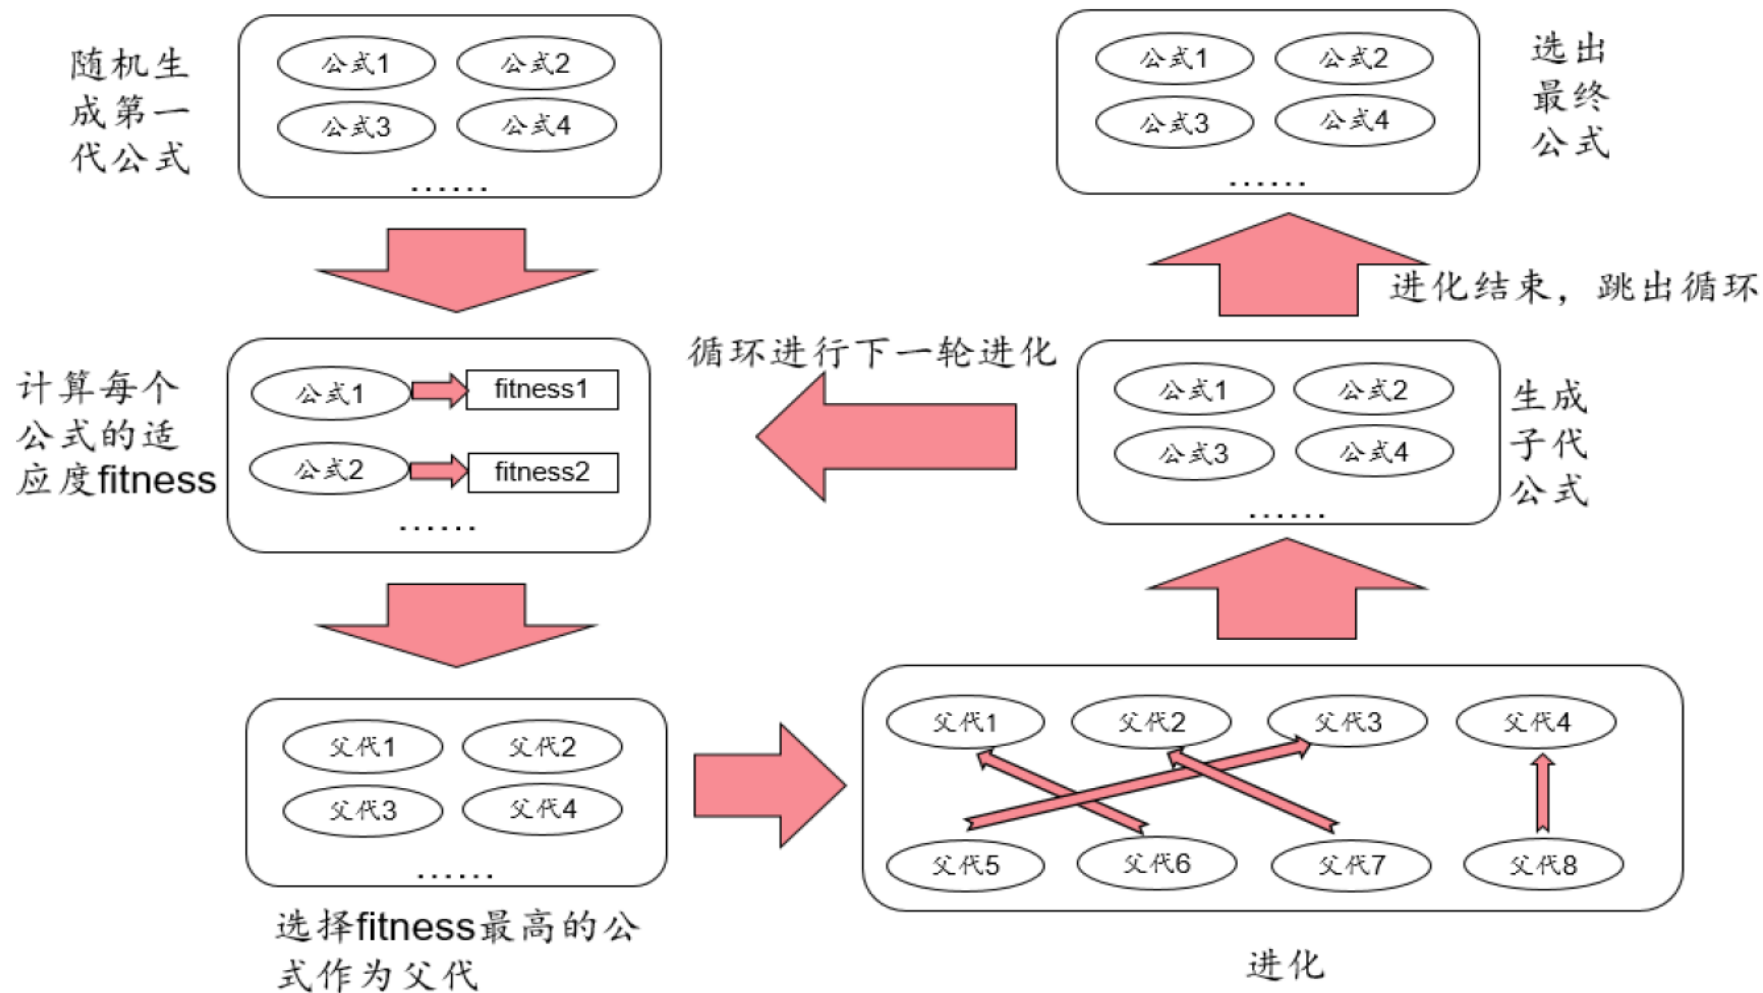 随机生
成第一
代公式
公式1
公式2
公式3
公式4
......
计算每个
公式的适
应度fitness
公式1
fitness1
公式2
fitness2
......
父代1
父代2
父代3
父代4
......
选择fitness最高的公
式作为父代
父代1
父代2
父代3
父代4
父代5
父代6
父代7
父代8
进化
公式1
公式2
公式3
公式4
......
生成
子代
公式
循环进行下一轮进化
进化结束，跳出循环
公式1
公式2
公式3
公式4
......
选出
最终
公式